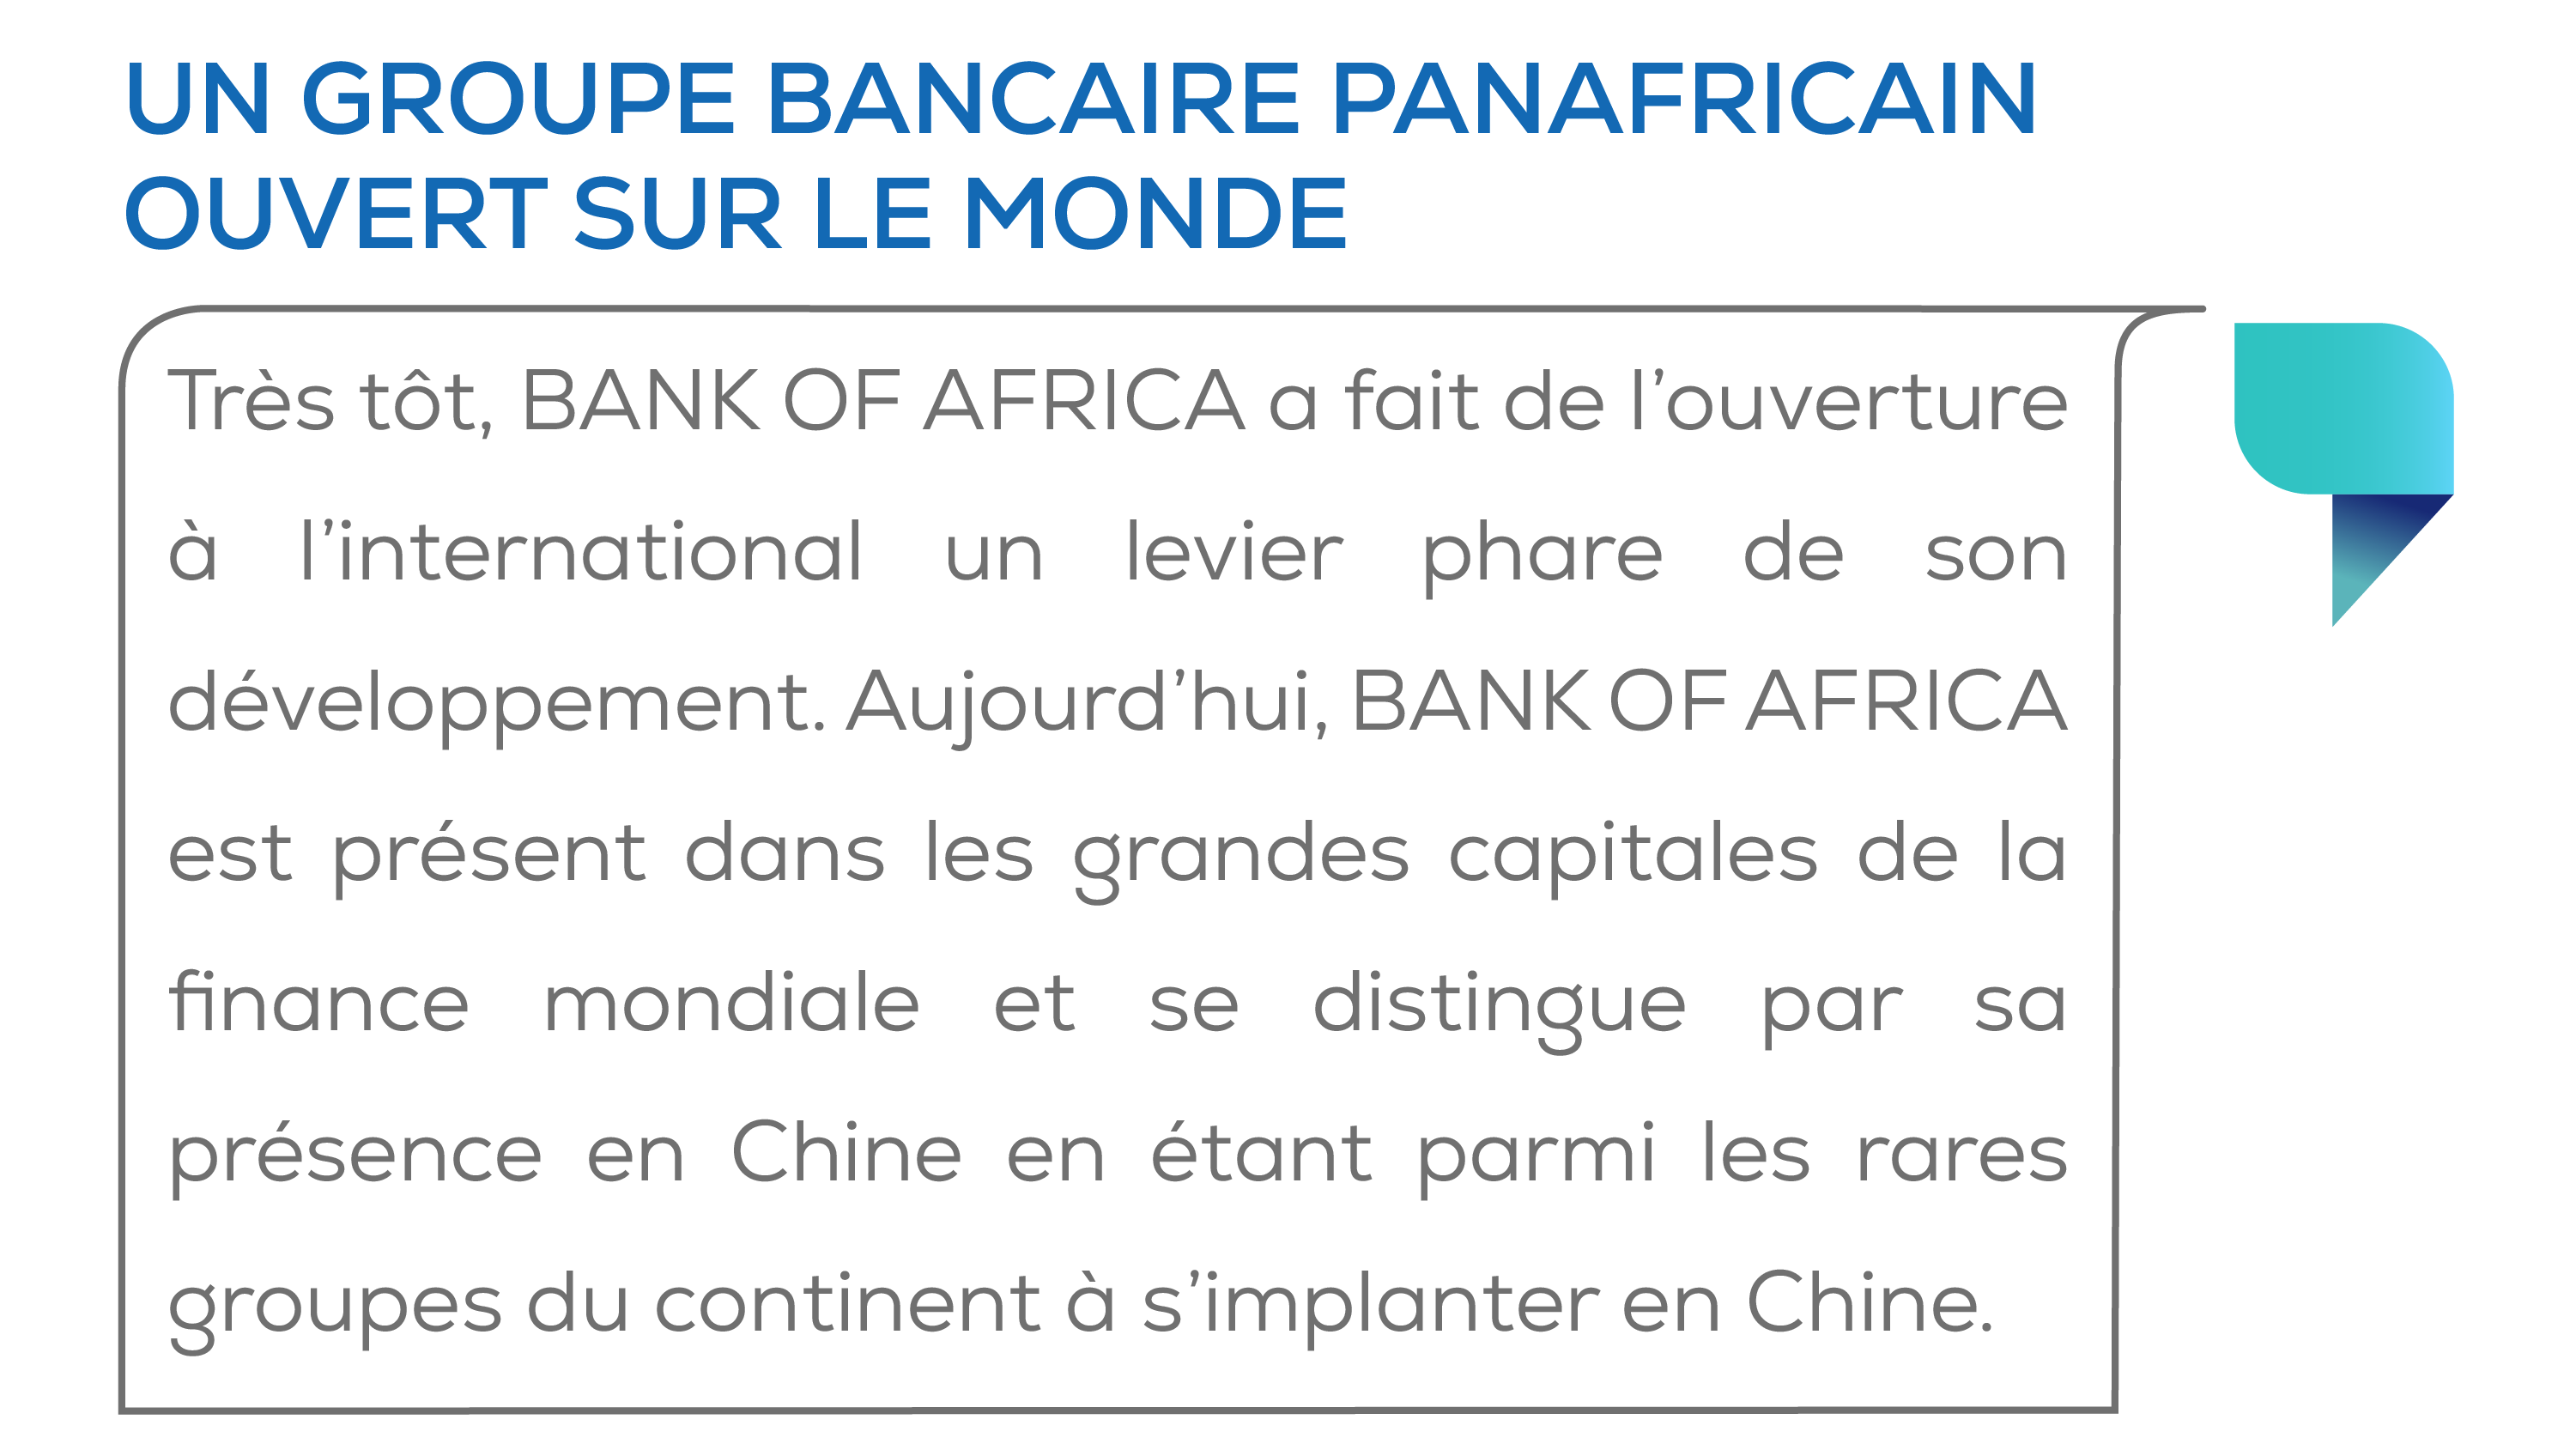 UN GROUPE BANCAIRE PANAFRICAIN
OUVERT SUR LE MONDE
Très tôt, BANK OF AFRICA a fait de l’ouverture
à l’international un levier phare de son
développement. Aujourd’hui, BANK OF AFRICA
est présent dans les grandes capitales de la
finance mondiale et se distingue par sa
présence en Chine en étant parmi les rares
groupes du continent à s’implanter en Chine.